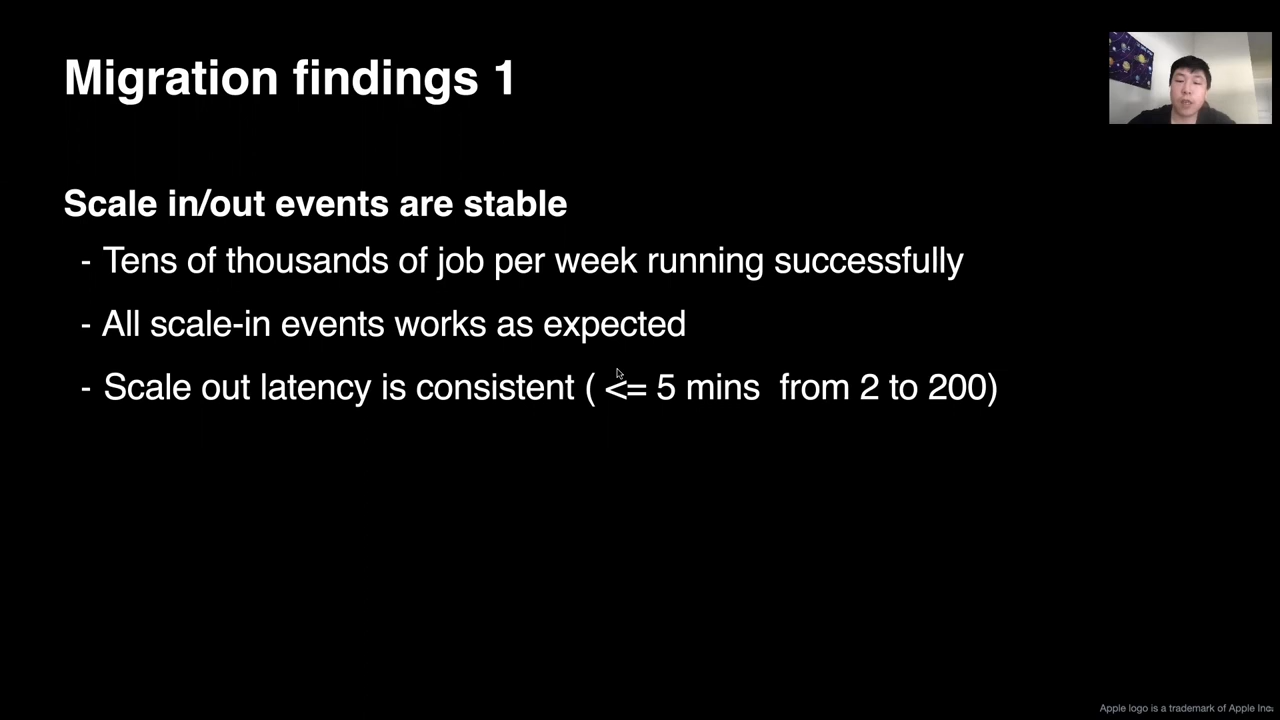 Migration findings 1
Scale in/out events are stable
- Tens of thousands of job per week running successfully
- All scale-in events works as expected
- Scale out latency is consistent ( <= 5 mins  from 2 to 200)
Apple logo is a trademark of Apple Inc.